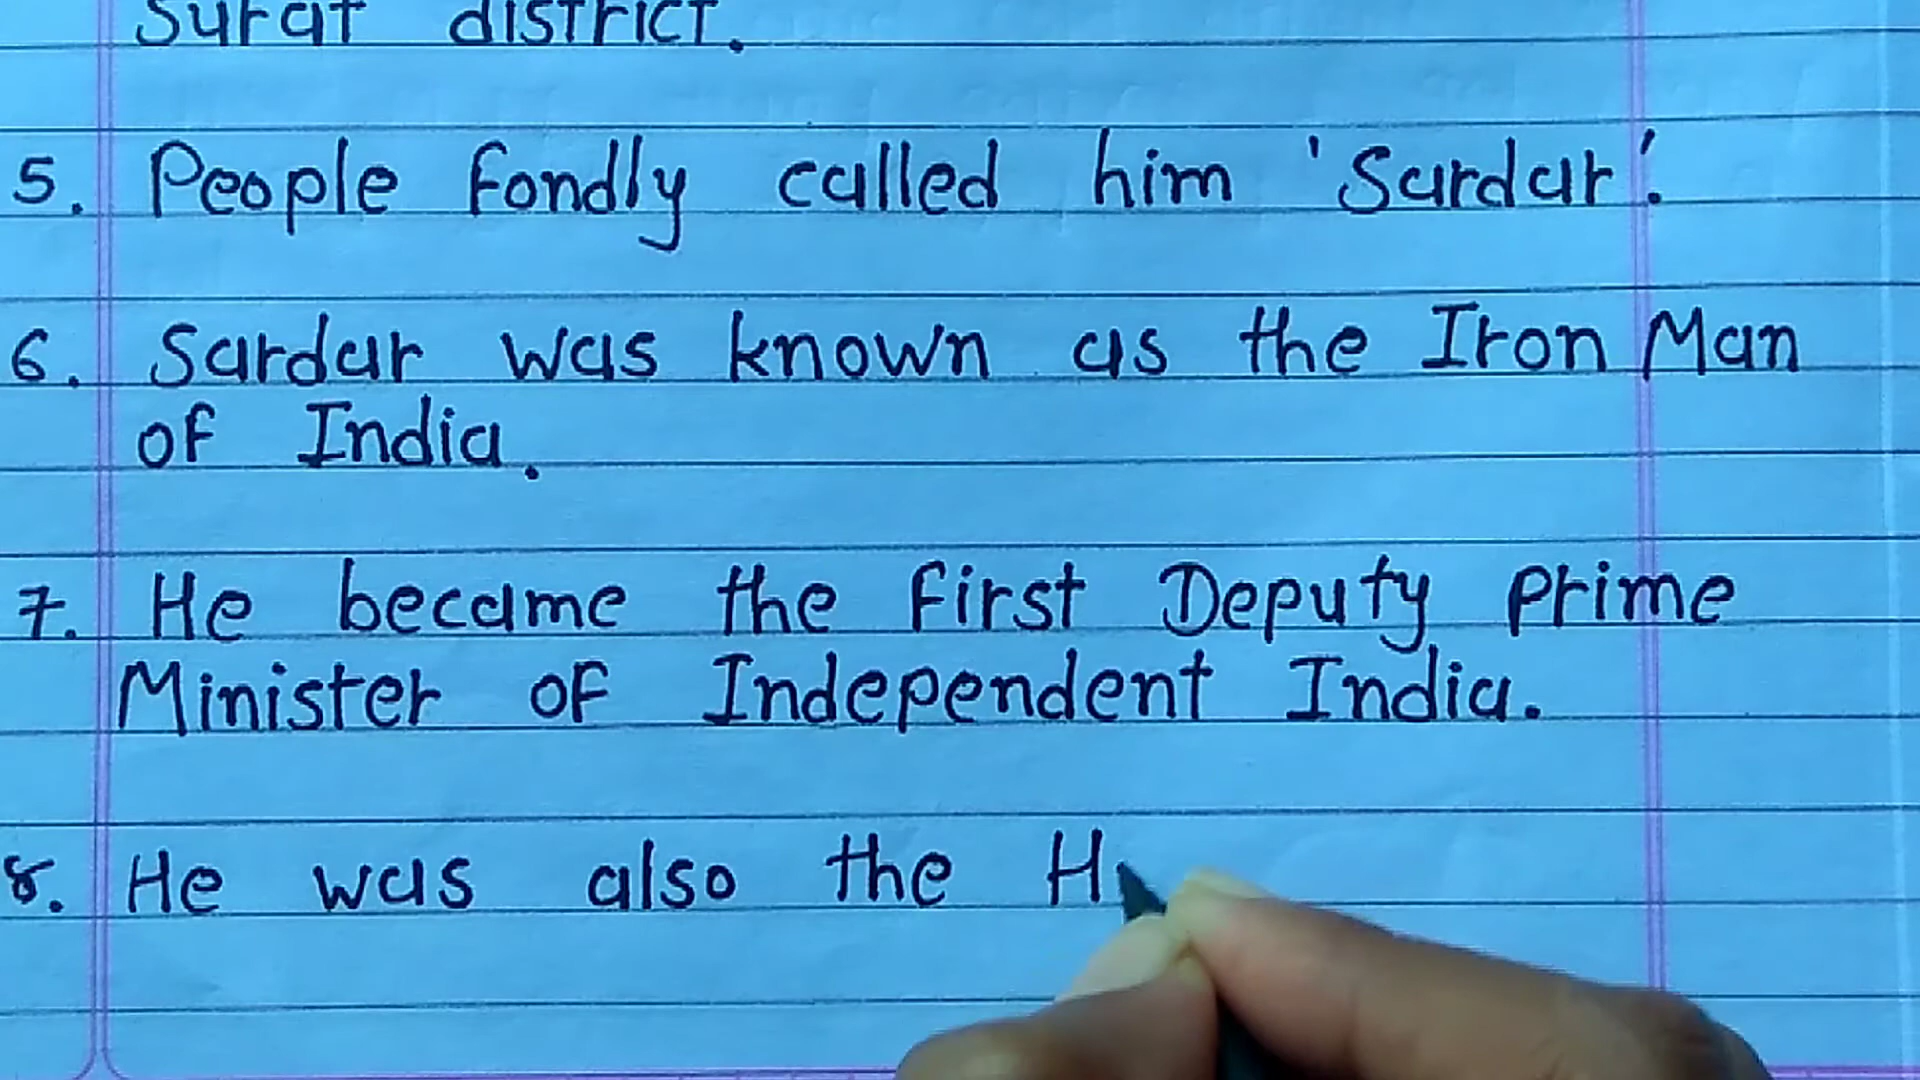 Surat district.
5. People fondly called him 'Sardar'.
6. Sardar was known as the Iron Man
of India.
7. He became the first Deputy prime
Minister of Independent India.
8. He was also the H